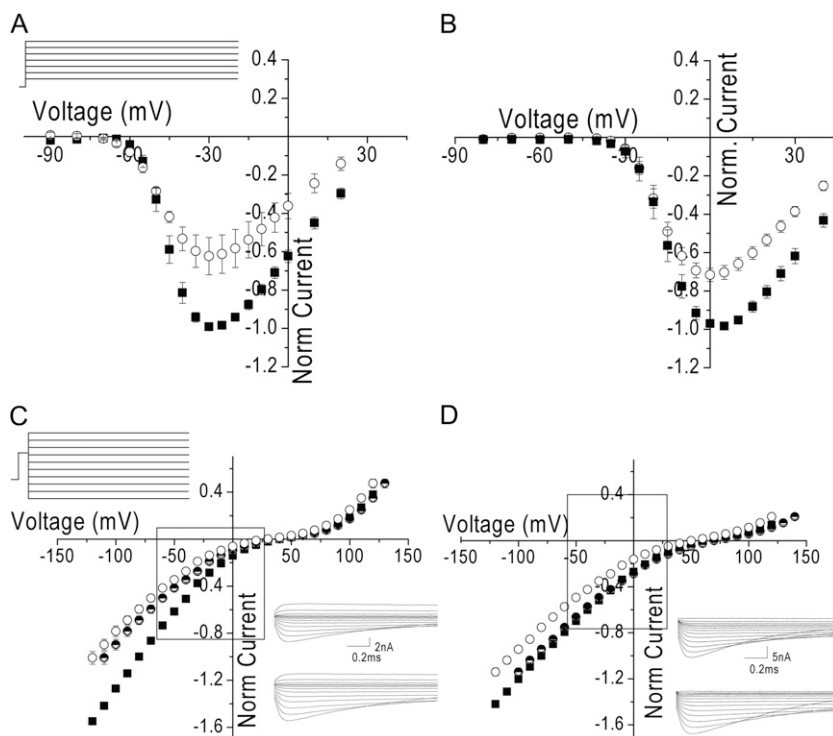 A
0.4
0.2
Voltage (mV)
-90
-60
-30
30
-0.2
-0.4
-0.6
-0.8
-1.0
-1.2
Norm Current
B
0.4
0.2
Voltage (mV)
-90
-60
-30
30
-0.2
-0.4
-0.6
-0.8
-1.0
-1.2
Norm. Current
C
0.4
Voltage (mV)
-150
-100
-50
50
100
150
-0.4
-0.8
-1.2
-1.6
Norm Current
2nA
0.2ms
D
0.4
Voltage (mV)
-150
-100
-50
50
100
150
-0.4
-0.8
-1.2
-1.6
Norm Current
5nA
0.2ms